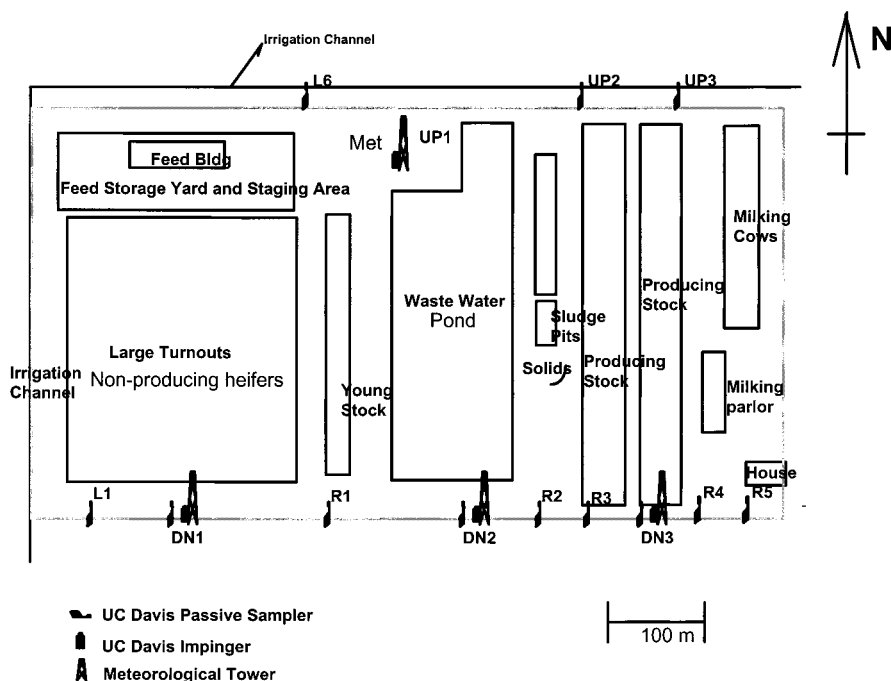 Irrigation Channel
N
L6
UP2
UP3
Met
UP1
Feed Bldg
Feed Storage Yard and Staging Area
Milking
Cows
Waste Water
Pond
Producing
Stock
Sludge
Pits
Large Turnouts
Non-producing heifers
Irrigation
Channel
Young
Stock
Solids
Producing
Stock
Milking
parlor
House
L1
R1
R2
R3
R4
R5
DN1
DN2
DN3
UC Davis Passive Sampler
UC Davis Impinger
Meteorological Tower
100 m